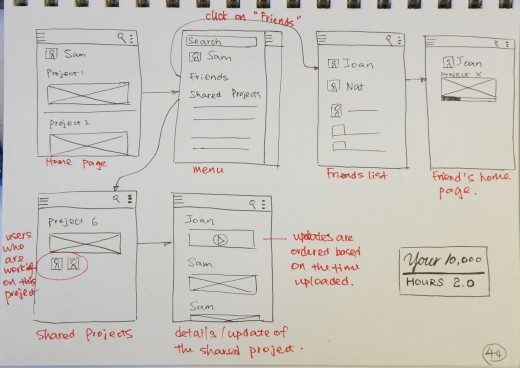 click on "Friends"
Sam
Project 1
Project 2
Home page
Search
Sam
Friends
Shared Projects
menu
Joan
Nat
Friends list
Joan
Project X
Friend's home
page.
users
who
are
working
on this
project
Project 6
Shared Projects
Joan
Sam
Sam
details/update of
the shared project.
updates are
ordered based
on the time
uploaded.
Your 10,000
HOURS 2.0
44